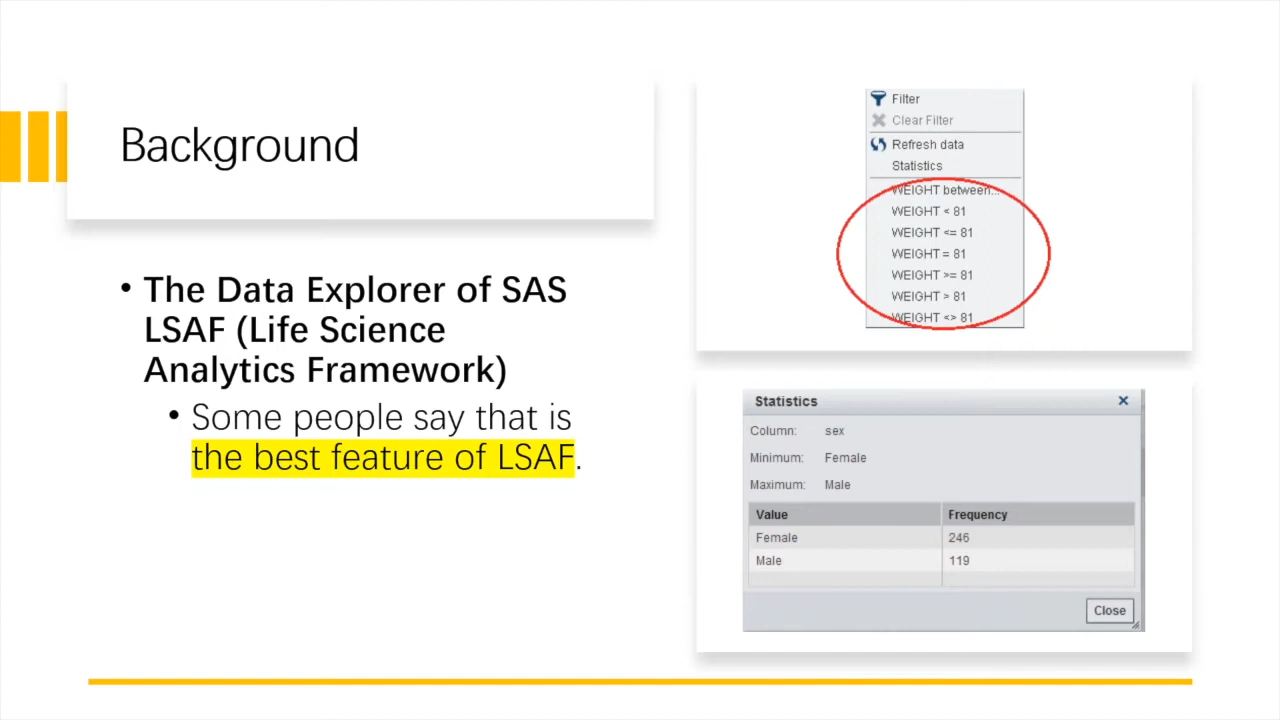 Background
• The Data Explorer of SAS
LSAF (Life Science
Analytics Framework)
• Some people say that is
the best feature of LSAF.
Filter
Clear Filter
Refresh data
Statistics
WEIGHT between...
WEIGHT < 81
WEIGHT <= 81
WEIGHT = 81
WEIGHT >= 81
WEIGHT > 81
WEIGHT <> 81
Statistics
Column: sex
Minimum: Female
Maximum: Male
Value Frequency
Female 246
Male 119
Close